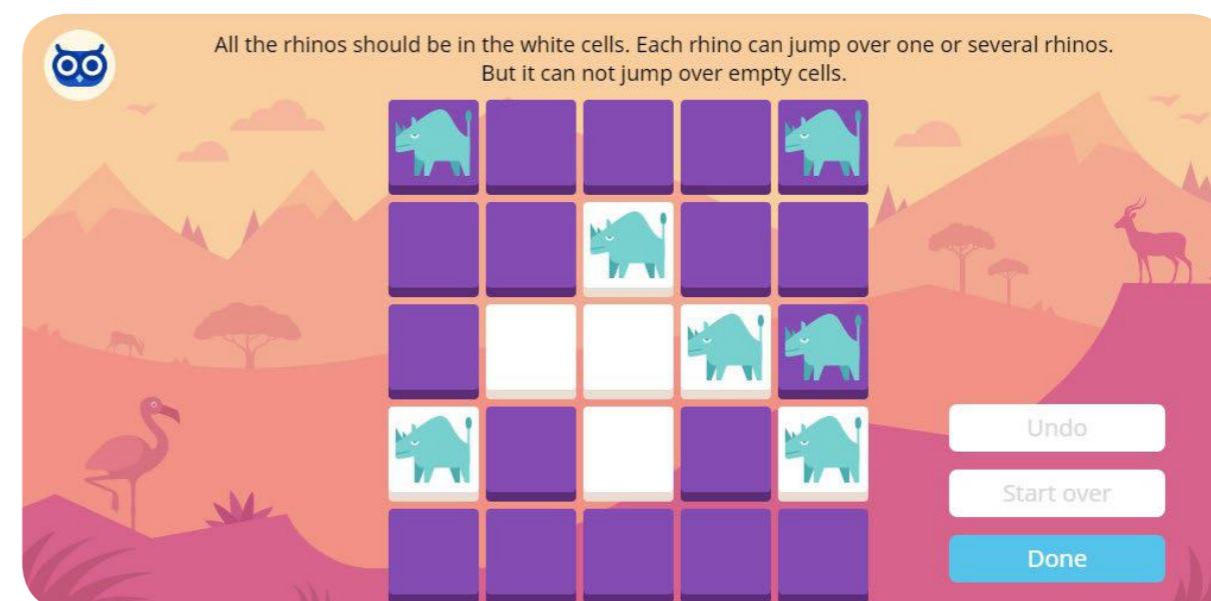 All the rhinos should be in the white cells. Each rhino can jump over one or several rhinos.
But it can not jump over empty cells.
Undo
Start over
Done